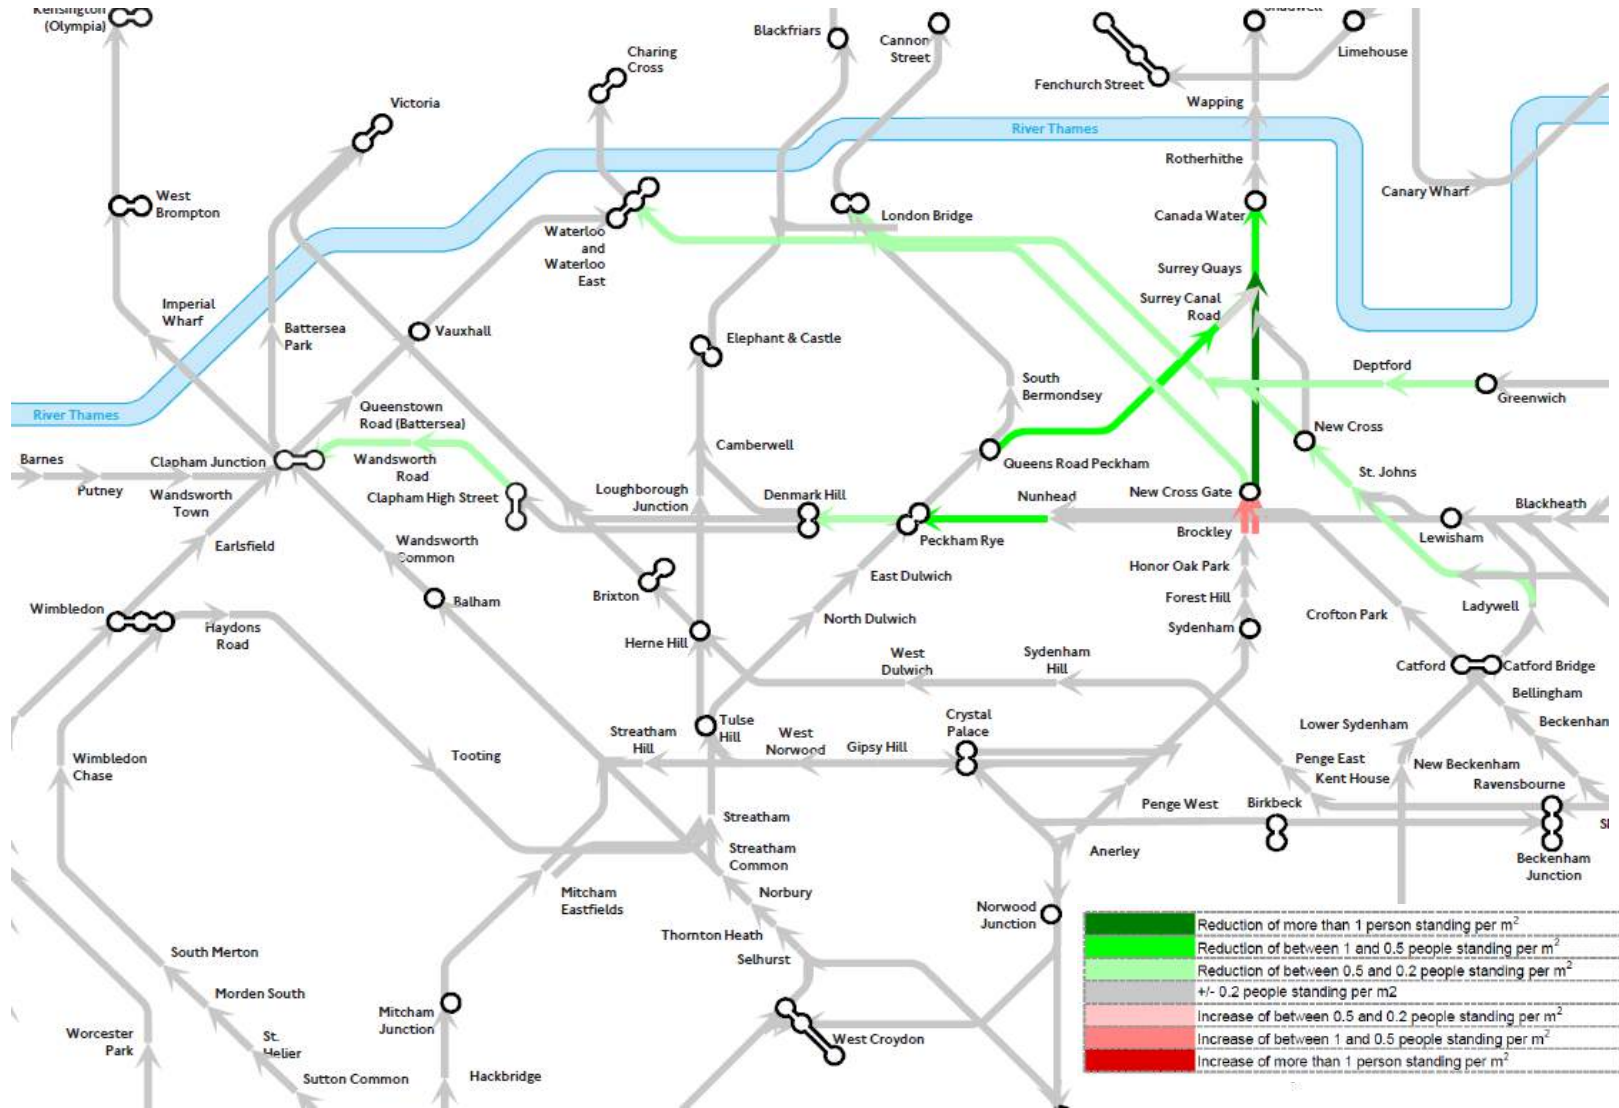 Kensington
(Olympia)
Charing
Cross
Blackfriars
Cannon
Street
Limehouse
Fenchurch Street
Victoria
Wapping
River Thames
Rotherhithe
West
Brompton
Canary Wharf
Waterloo
and
Waterloo
East
London Bridge
Canada Water
Surrey Quays
Surrey Canal
Road
Imperial
Wharf
Battersea
Park
Vauxhall
Elephant & Castle
Deptford
Greenwich
South
Bermondsey
River Thames
Queenstown
Road (Battersea)
New Cross
Barnes
Putney
Clapham Junction
Wandsworth
Town
Wandsworth
Road
Clapham High Street
Camberwell
Loughborough
Junction
Denmark Hill
Queens Road Peckham
Nunhead
New Cross Gate
St. Johns
Blackheath
Lewisham
Brockley
Peckham Rye
Earlsfield
Wandsworth
Common
Honor Oak Park
East Dulwich
Brixton
Balham
Forest Hill
Ladywell
Crofton Park
Wimbledon
Haydons
Road
North Dulwich
Sydenham
Herne Hill
West
Dulwich
Sydenham
Hill
Catford
Catford Bridge
Bellingham
Lower Sydenham
Beckenhan
Streatham
Hill
Tulse
Hill
West
Norwood
Gipsy Hill
Crystal
Palace
Tooting
Wimbledon
Chase
Penge East
Kent House
New Beckenham
Ravensbourne
Penge West
Birkbeck
Streatham
Streatham
Common
Anerley
Beckenham
Junction
Mitcham
Eastfields
Norbury
Norwood
Junction
Thornton Heath
Selhurst
South Merton
Morden South
Mitcham
Junction
West Croydon
Worcester
Park
St.
Helier
Sutton Common
Hackbridge
Reduction of more than 1 person standing per m²
Reduction of between 1 and 0.5 people standing per m²
Reduction of between 0.5 and 0.2 people standing per m²
+/- 0.2 people standing per m2
Increase of between 0.5 and 0.2 people standing per m²
Increase of between 1 and 0.5 people standing per m²
Increase of more than 1 person standing per m²